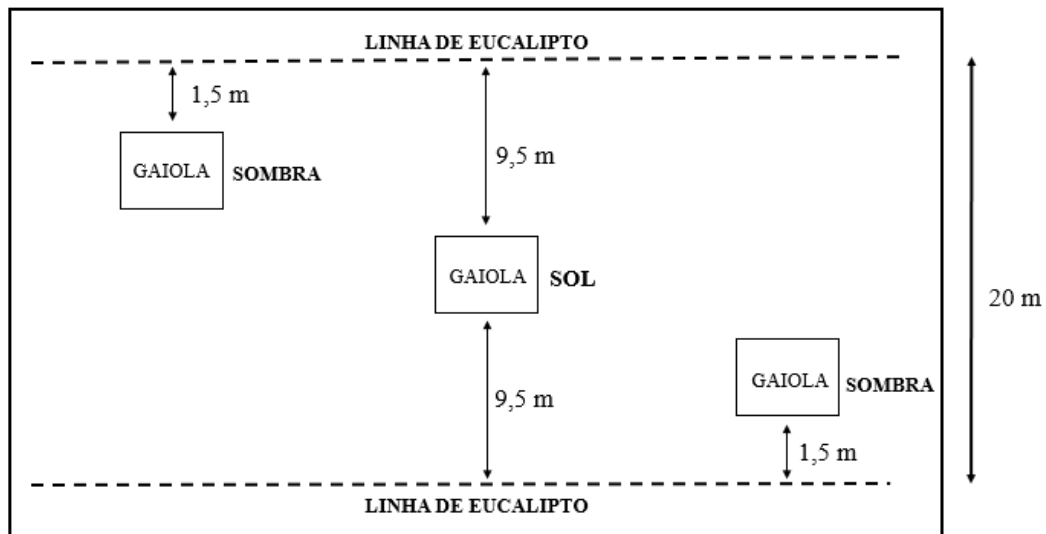 LINHA DE EUCALIPTO
1,5 m
GAIOLA SOMBRA
9,5 m
GAIOLA SOL
20 m
GAIOLA SOMBRA
9,5 m
1,5 m
LINHA DE EUCALIPTO